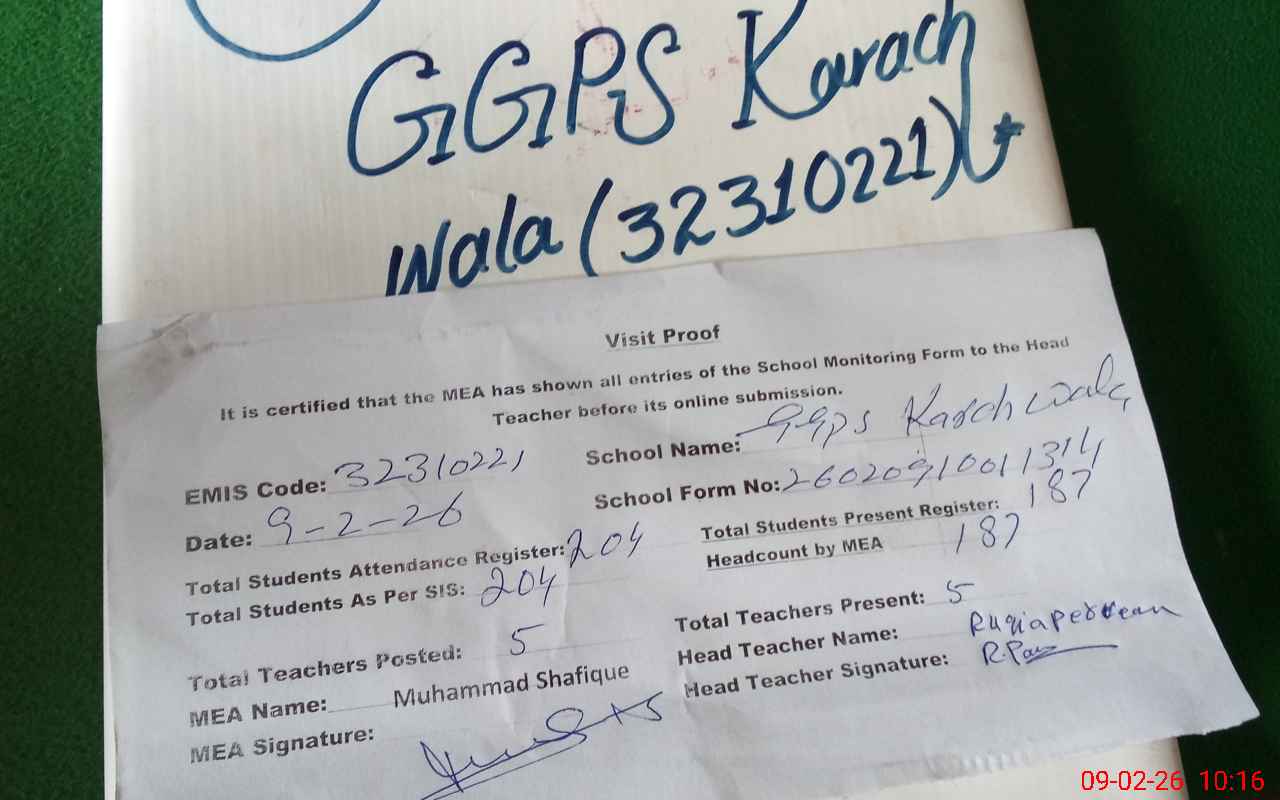 GGPS Karach
Wala (32310221)
Visit Proof
It is certified that the MEA has shown all entries of the School Monitoring Form to the Head
Teacher before its online submission.
EMIS Code: 32310221
School Name: GGPS Karach Wala
Date: 9-2-26
School Form No: 26020910011314
Total Students Attendance Register: 204
Total Students Present Register: 187
Total Students As Per SIS: 204
Headcount by MEA 187
Total Teachers Posted: 5
Total Teachers Present: 5
MEA Name: Muhammad Shafique
Head Teacher Name:
MEA Signature:
Head Teacher Signature:
09-02-26 10:16